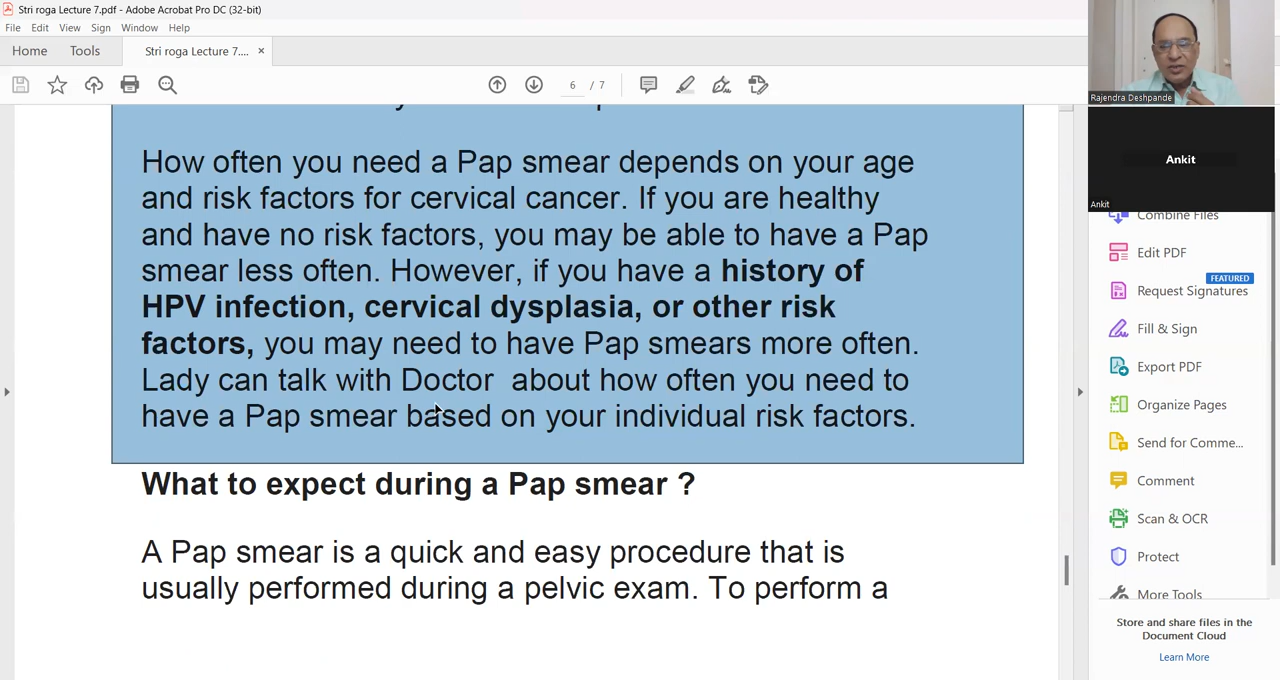 Stri roga Lecture 7.pdf - Adobe Acrobat Pro DC (32-bit)
File Edit View Sign Window Help
Home Tools Stri roga Lecture 7.... ×
6 / 7
How often you need a Pap smear depends on your age
and risk factors for cervical cancer. If you are healthy
and have no risk factors, you may be able to have a Pap
smear less often. However, if you have a history of
HPV infection, cervical dysplasia, or other risk
factors, you may need to have Pap smears more often.
Lady can talk with Doctor about how often you need to
have a Pap smear based on your individual risk factors.
What to expect during a Pap smear ?
A Pap smear is a quick and easy procedure that is
usually performed during a pelvic exam. To perform a
Rajendra Deshpande
Ankit
Ankit
Combine Files
Edit PDF
FEATURED
Request Signatures
Fill & Sign
Export PDF
Organize Pages
Send for Comme...
Comment
Scan & OCR
Protect
More Tools
Store and share files in the
Document Cloud
Learn More